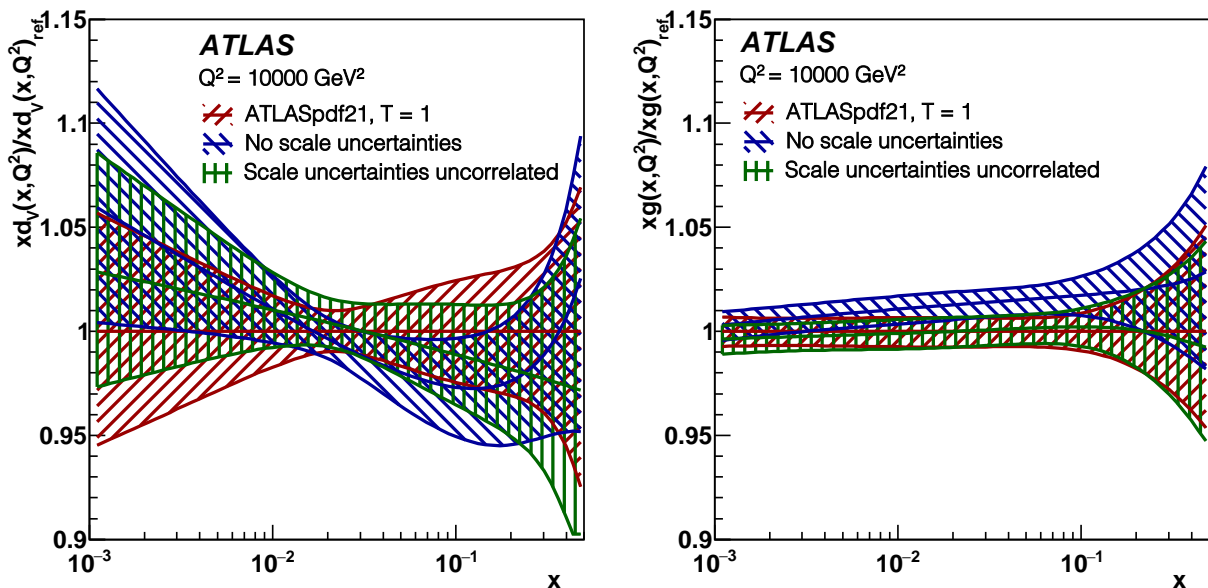 1.15
ATLAS
Q² = 10000 GeV²
ATLASpdf21, T = 1
No scale uncertainties
Scale uncertainties uncorrelated
xd_V(x,Q²)/xd_V(x,Q²)_ref
1.1
1.05
1
0.95
0.9
10⁻³
10⁻²
10⁻¹
x
1.15
ATLAS
Q² = 10000 GeV²
ATLASpdf21, T = 1
No scale uncertainties
Scale uncertainties uncorrelated
xg(x,Q²)/xg(x,Q²)_ref
1.1
1.05
1
0.95
0.9
10⁻³
10⁻²
10⁻¹
x